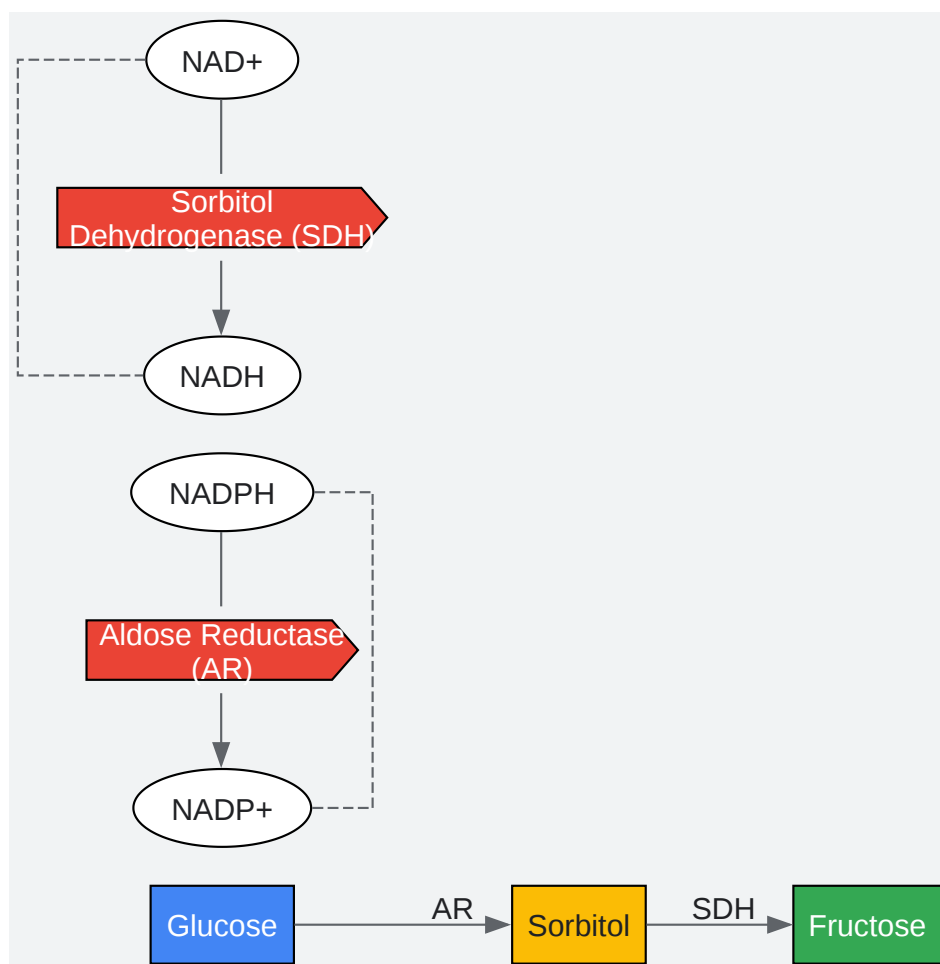 NAD+
Sorbitol
Dehydrogenase (SDH)
NADH
NADPH
Aldose Reductase
(AR)
NADP+
Glucose
AR
Sorbitol
SDH
Fructose